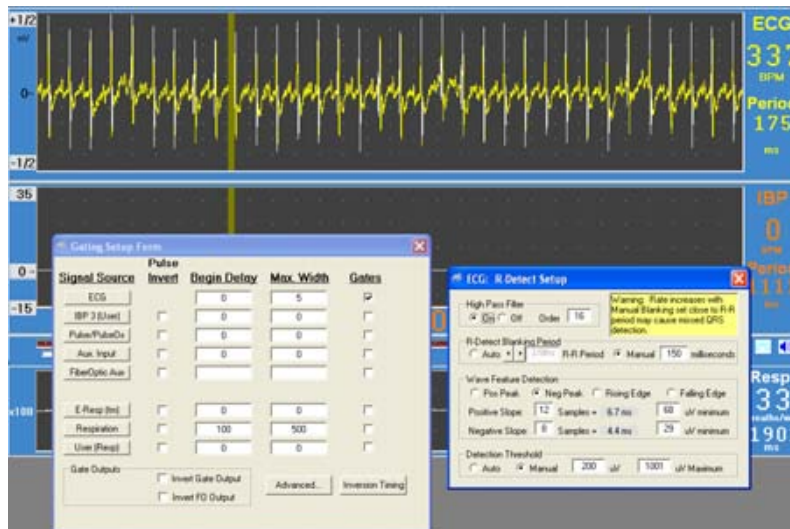 +1/2
mV
0-
-1/2
ECG
BPM
Period
175
ms
35
0-
-15
IBP
0
x100
Resp
190
ms
Gating Setup Form
Signal Source
Pulse Invert
Begin Delay
Max. Width
Gates
ECG
0
5
IBP 3 (User)
0
0
Pulse/PulseOx
0
0
Aux. Input
0
0
FiberOptic Aux
E-Resp (Int)
0
0
Respiration
100
500
User (Resp)
0
0
Gate Outputs
Invert Gate Output
Invert FO Output
Advanced...
Inversion Timing
ECG: R-Detect Setup
High Pass Filter
On
Off
Order
16
Warning: Rate increases with
Manual Blanking set close to R-R
period may cause missed QRS
detection.
R-Detect Blanking Period
Auto
R-R Period
Manual
150
milliseconds
Wave Feature Detection
Pos Peak
Neg Peak
Rising Edge
Falling Edge
Positive Slope
12
Samples =
6.7 ms
60
uV minimum
Negative Slope
8
Samples =
4.4 ms
29
uV minimum
Detection Threshold
Auto
Manual
200
uV
1001
uV Maximum